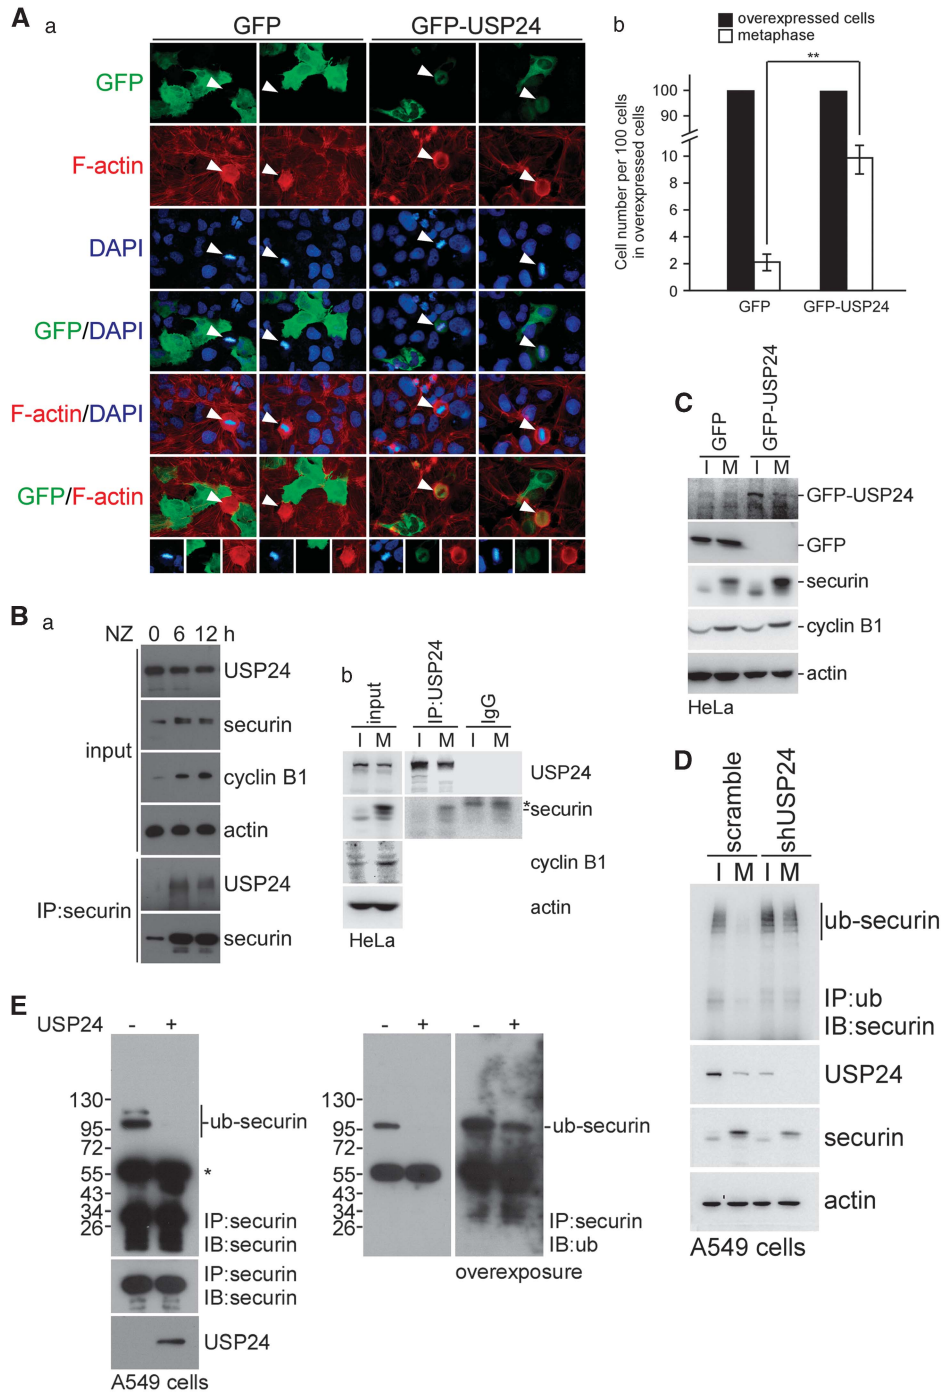 A
a
GFP
GFP-USP24
GFP
F-actin
DAPI
GFP/DAPI
F-actin/DAPI
GFP/F-actin
b
overexpressed cells
metaphase
**
Cell number per 100 cells
in overexpressed cells
100
90
10
8
6
4
2
0
GFP
GFP-USP24
C
GFP
GFP-USP24
I M I M
GFP-USP24
GFP
securin
cyclin B1
actin
HeLa
B
a
NZ 0 6 12 h
USP24
securin
cyclin B1
actin
input
USP24
securin
IP:securin
b
input
IP:USP24
IgG
I M I M I M
USP24
*
securin
cyclin B1
actin
HeLa
D
scramble
shUSP24
I M I M
ub-securin
IP:ub
IB:securin
USP24
securin
actin
A549 cells
E
USP24 - +
130
95
72
55
43
34
26
ub-securin
*
IP:securin
IB:securin
IP:securin
IB:securin
USP24
A549 cells
- + - +
130
95
72
55
43
34
26
ub-securin
IP:securin
IB:ub
overexposure